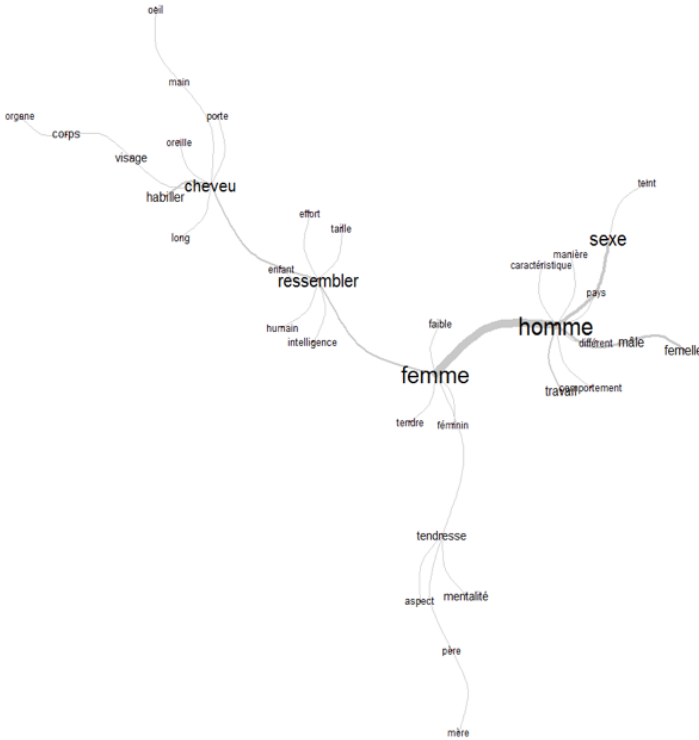 oeil
main
organe
porte
corps
oreille
visage
cheveu
habiller
teint
long
effort
taille
sexe
manière
caractéristique
enfant
ressembler
pays
humain
faible
homme
intelligence
différent
mâle
femelle
femme
travail
comportement
tendre
féminin
tendresse
aspect
mentalité
père
mère